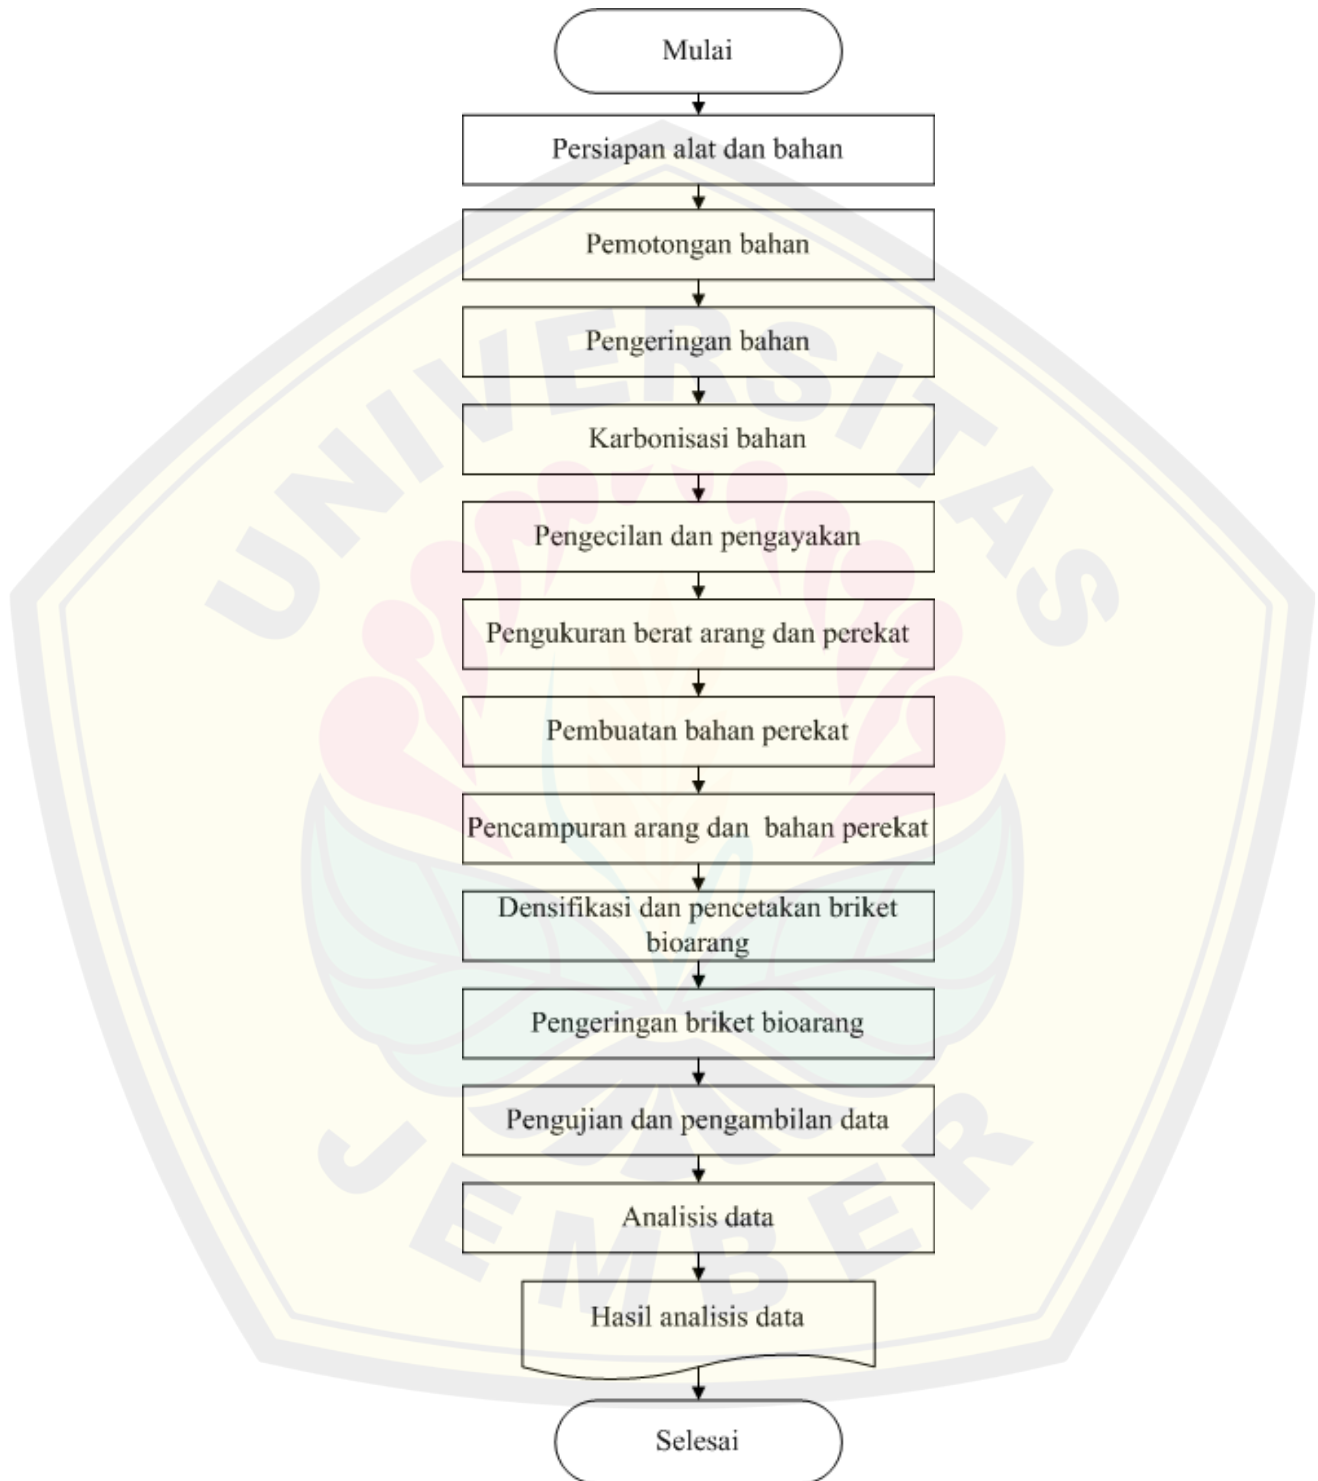 Mulai
Persiapan alat dan bahan
Pemotongan bahan
Pengeringan bahan
Karbonisasi bahan
Pengecilan dan pengayakan
Pengukuran berat arang dan perekat
Pembuatan bahan perekat
Pencampuran arang dan  bahan perekat
Densifikasi dan pencetakan briket
bioarang
Pengeringan briket bioarang
Pengujian dan pengambilan data
Analisis data
Hasil analisis data
Selesai
UNIVERSITAS
JEMBER